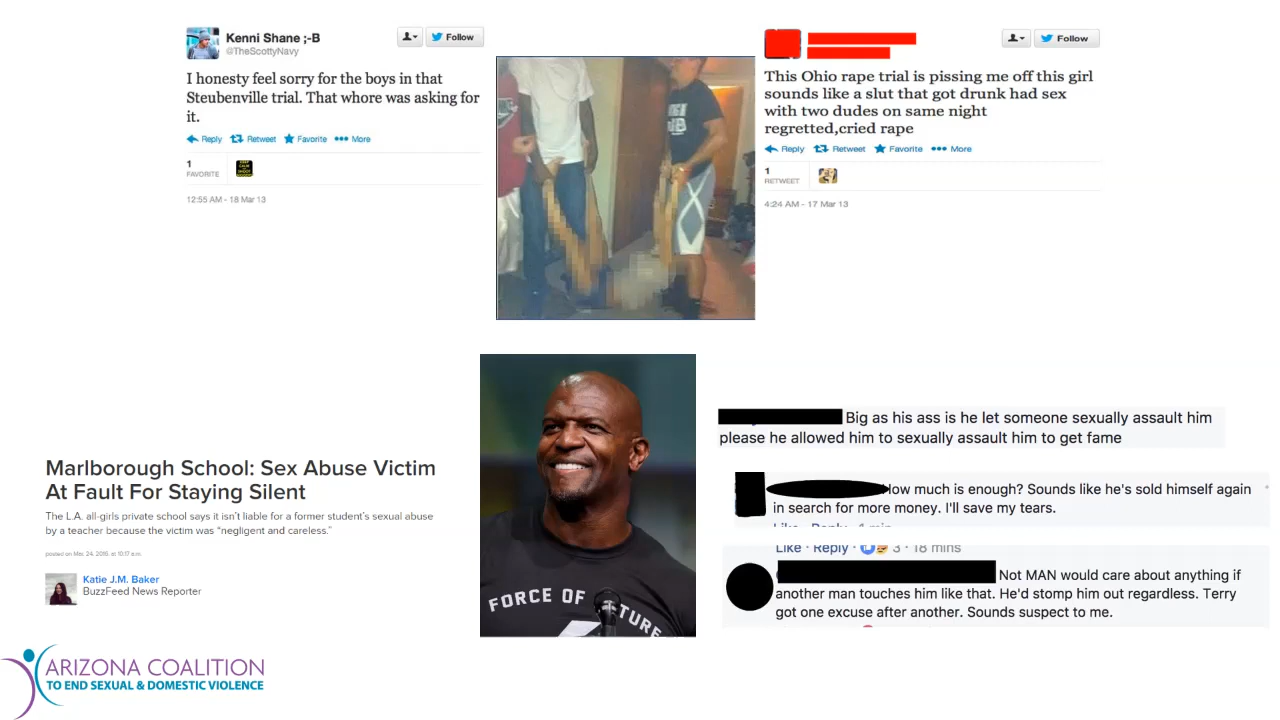 Kenni Shane ;-B
@TheScottyNavy
Follow
I honesty feel sorry for the boys in that
Steubenville trial. That whore was asking for
it.
Reply Retweet Favorite More
1
FAVORITE
12:55 AM - 18 Mar 13
Follow
This Ohio rape trial is pissing me off this girl
sounds like a slut that got drunk had sex
with two dudes on same night
regretted,cried rape
Reply Retweet Favorite More
1
RETWEET
4:24 AM - 17 Mar 13
Marlborough School: Sex Abuse Victim
At Fault For Staying Silent
The L.A. all-girls private school says it isn't liable for a former student's sexual abuse
by a teacher because the victim was "negligent and careless."
Katie J.M. Baker
BuzzFeed News Reporter
FORCE OF
TURE
Big as his ass is he let someone sexually assault him
please he allowed him to sexually assault him to get fame
How much is enough? Sounds like he's sold himself again
in search for more money. I'll save my tears.
Like · Reply · 1 min
Like · Reply · 3 · 18 mins
Not MAN would care about anything if
another man touches him like that. He'd stomp him out regardless. Terry
got one excuse after another. Sounds suspect to me.
ARIZONA COALITION
TO END SEXUAL & DOMESTIC VIOLENCE